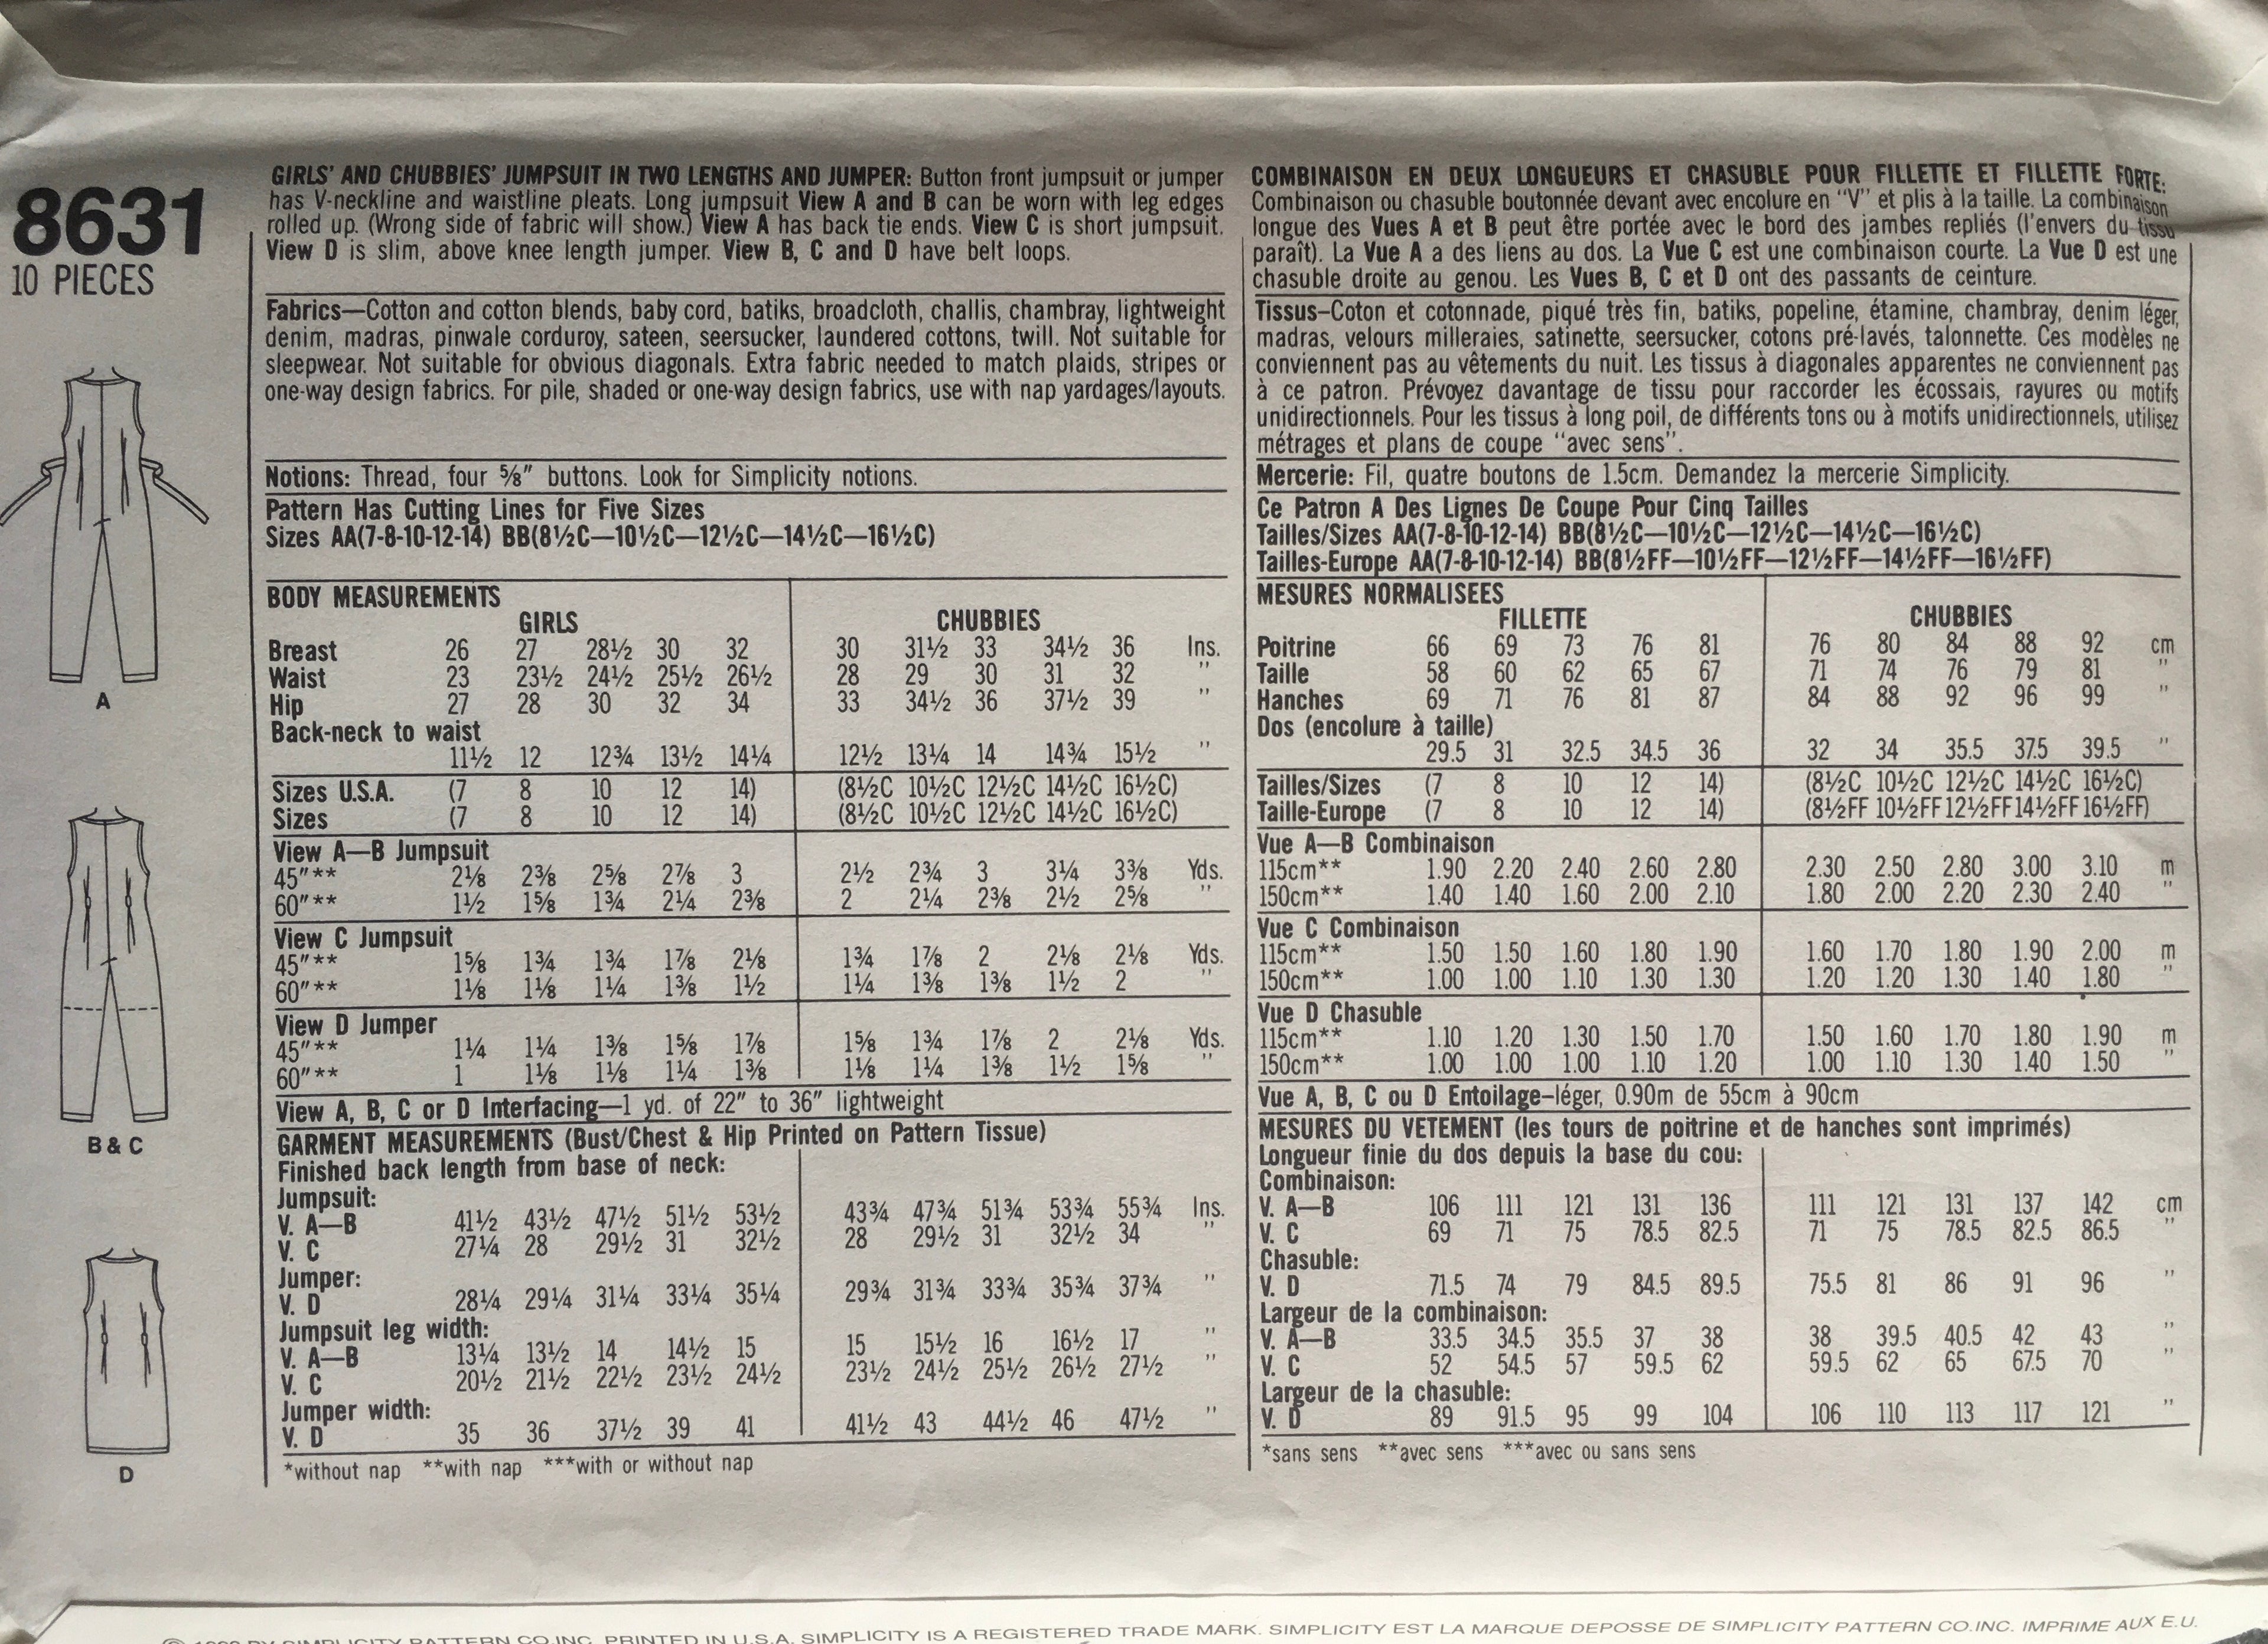 8631
10 PIECES
A
B & C
D
GIRLS' AND CHUBBIES' JUMPSUIT IN TWO LENGTHS AND JUMPER: Button front jumpsuit or jumper
has V-neckline and waistline pleats. Long jumpsuit View A and B can be worn with leg edges
rolled up. (Wrong side of fabric will show.) View A has back tie ends. View C is short jumpsuit.
View D is slim, above knee length jumper. View B, C and D have belt loops.
Fabrics—Cotton and cotton blends, baby cord, batiks, broadcloth, challis, chambray, lightweight
denim, madras, pinwale corduroy, sateen, seersucker, laundered cottons, twill. Not suitable for
sleepwear. Not suitable for obvious diagonals. Extra fabric needed to match plaids, stripes or
one-way design fabrics. For pile, shaded or one-way design fabrics, use with nap yardages/layouts.
Notions: Thread, four ⅝″ buttons. Look for Simplicity notions.
Pattern Has Cutting Lines for Five Sizes
Sizes AA(7-8-10-12-14) BB(8½C—10½C—12½C—14½C—16½C)
BODY MEASUREMENTS
GIRLS CHUBBIES
Breast 26 27 28½ 30 32 30 31½ 33 34½ 36 Ins.
Waist 23 23½ 24½ 25½ 26½ 28 29 30 31 32 ″
Hip 27 28 30 32 34 33 34½ 36 37½ 39 ″
Back-neck to waist
11½ 12 12¾ 13½ 14¼ 12½ 13¼ 14 14¾ 15½ ″
Sizes U.S.A. (7 8 10 12 14) (8½C 10½C 12½C 14½C 16½C)
Sizes (7 8 10 12 14) (8½C 10½C 12½C 14½C 16½C)
View A—B Jumpsuit
45″** 2⅛ 2⅜ 2⅝ 2⅞ 3 2½ 2¾ 3 3¼ 3⅜ Yds.
60″** 1½ 1⅝ 1¾ 2¼ 2⅜ 2 2¼ 2⅜ 2½ 2⅝ ″
View C Jumpsuit
45″** 1⅝ 1¾ 1¾ 1⅞ 2⅛ 1¾ 1⅞ 2 2⅛ 2⅛ Yds.
60″** 1⅛ 1⅛ 1¼ 1⅜ 1½ 1¼ 1⅜ 1⅜ 1½ 2 ″
View D Jumper
45″** 1¼ 1¼ 1⅜ 1⅝ 1⅞ 1⅝ 1¾ 1⅞ 2 2⅛ Yds.
60″** 1 1⅛ 1⅛ 1¼ 1⅜ 1⅛ 1¼ 1⅜ 1½ 1⅝ ″
View A, B, C or D Interfacing—1 yd. of 22″ to 36″ lightweight
GARMENT MEASUREMENTS (Bust/Chest & Hip Printed on Pattern Tissue)
Finished back length from base of neck:
Jumpsuit:
V. A—B 41½ 43½ 47½ 51½ 53½ 43¾ 47¾ 51¾ 53¾ 55¾ Ins.
V. C 27¼ 28 29½ 31 32½ 28 29½ 31 32½ 34 ″
Jumper:
V. D 28¼ 29¼ 31¼ 33¼ 35¼ 29¾ 31¾ 33¾ 35¾ 37¾ ″
Jumpsuit leg width:
V. A—B 13¼ 13½ 14 14½ 15 15 15½ 16 16½ 17 ″
V. C 20½ 21½ 22½ 23½ 24½ 23½ 24½ 25½ 26½ 27½ ″
Jumper width:
V. D 35 36 37½ 39 41 41½ 43 44½ 46 47½ ″
*without nap **with nap ***with or without nap
COMBINAISON EN DEUX LONGUEURS ET CHASUBLE POUR FILLETTE ET FILLETTE FORTE:
Combinaison ou chasuble boutonnée devant avec encolure en "V" et plis à la taille. La combinaison
longue des Vues A et B peut être portée avec le bord des jambes repliés (l'envers du tissu
paraît). La Vue A a des liens au dos. La Vue C est une combinaison courte. La Vue D est une
chasuble droite au genou. Les Vues B, C et D ont des passants de ceinture.
Tissus—Coton et cotonnade, piqué très fin, batiks, popeline, étamine, chambray, denim léger,
madras, velours milleraies, satinette, seersucker, cotons pré-lavés, talonnette. Ces modèles ne
conviennent pas au vêtements du nuit. Les tissus à diagonales apparentes ne conviennent pas
à ce patron. Prévoyez davantage de tissu pour raccorder les écossais, rayures ou motifs
unidirectionnels. Pour les tissus à long poil, de différents tons ou à motifs unidirectionnels, utilisez
métrages et plans de coupe "avec sens".
Mercerie: Fil, quatre boutons de 1.5cm. Demandez la mercerie Simplicity.
Ce Patron A Des Lignes De Coupe Pour Cinq Tailles
Tailles/Sizes AA(7-8-10-12-14) BB(8½C—10½C—12½C—14½C—16½C)
Tailles-Europe AA(7-8-10-12-14) BB(8½FF—10½FF—12½FF—14½FF—16½FF)
MESURES NORMALISEES
FILLETTE CHUBBIES
Poitrine 66 69 73 76 81 76 80 84 88 92 cm
Taille 58 60 62 65 67 71 74 76 79 81 ″
Hanches 69 71 76 81 87 84 88 92 96 99 ″
Dos (encolure à taille)
29.5 31 32.5 34.5 36 32 34 35.5 37.5 39.5 ″
Tailles/Sizes (7 8 10 12 14) (8½C 10½C 12½C 14½C 16½C)
Taille-Europe (7 8 10 12 14) (8½FF 10½FF 12½FF 14½FF 16½FF)
Vue A—B Combinaison
115cm** 1.90 2.20 2.40 2.60 2.80 2.30 2.50 2.80 3.00 3.10 m
150cm** 1.40 1.40 1.60 2.00 2.10 1.80 2.00 2.20 2.30 2.40 ″
Vue C Combinaison
115cm** 1.50 1.50 1.60 1.80 1.90 1.60 1.70 1.80 1.90 2.00 m
150cm** 1.00 1.00 1.10 1.30 1.30 1.20 1.20 1.30 1.40 1.80 ″
Vue D Chasuble
115cm** 1.10 1.20 1.30 1.50 1.70 1.50 1.60 1.70 1.80 1.90 m
150cm** 1.00 1.00 1.00 1.10 1.20 1.00 1.10 1.30 1.40 1.50 ″
Vue A, B, C ou D Entoilage–léger, 0.90m de 55cm à 90cm
MESURES DU VETEMENT (les tours de poitrine et de hanches sont imprimés)
Longueur finie du dos depuis la base du cou:
Combinaison:
V. A—B 106 111 121 131 136 111 121 131 137 142 cm
V. C 69 71 75 78.5 82.5 71 75 78.5 82.5 86.5 ″
Chasuble:
V. D 71.5 74 79 84.5 89.5 75.5 81 86 91 96 ″
Largeur de la combinaison:
V. A—B 33.5 34.5 35.5 37 38 38 39.5 40.5 42 43 ″
V. C 52 54.5 57 59.5 62 59.5 62 65 67.5 70 ″
Largeur de la chasuble:
V. D 89 91.5 95 99 104 106 110 113 117 121 ″
*sans sens **avec sens ***avec ou sans sens
BY SIMPLICITY PATTERN CO.INC. PRINTED IN U.S.A. SIMPLICITY IS A REGISTERED TRADE MARK. SIMPLICITY EST LA MARQUE DEPOSSE DE SIMPLICITY PATTERN CO.INC. IMPRIME AUX E.U.